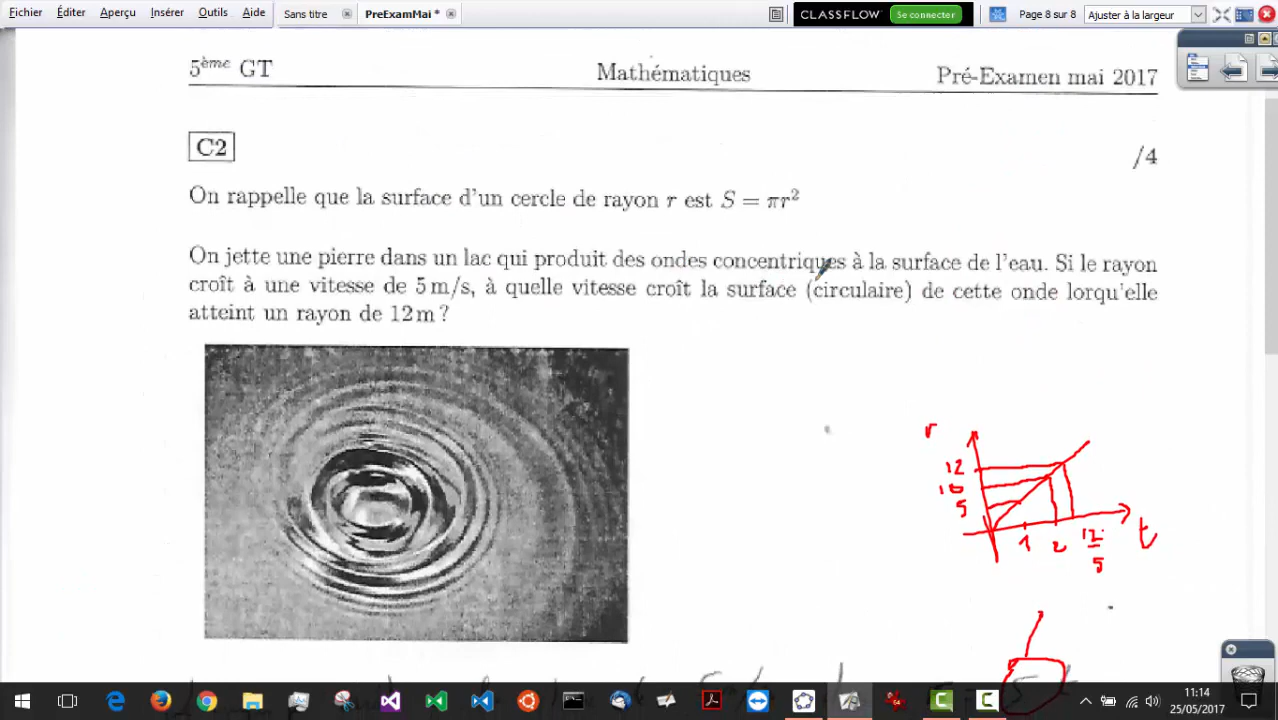 Fichier Éditer Aperçu Insérer Outils Aide Sans titre PreExamMai * CLASSFLOW Se connecter Page 8 sur 8 Ajuster à la largeur
5ème GT Mathématiques Pré-Examen mai 2017
C2 /4
On rappelle que la surface d'un cercle de rayon r est S = πr²
On jette une pierre dans un lac qui produit des ondes concentriques à la surface de l'eau. Si le rayon
croît à une vitesse de 5 m/s, à quelle vitesse croît la surface (circulaire) de cette onde lorqu'elle
atteint un rayon de 12 m ?
r
12
10
5
1 2 12/5 t
5 t
11:14
25/05/2017